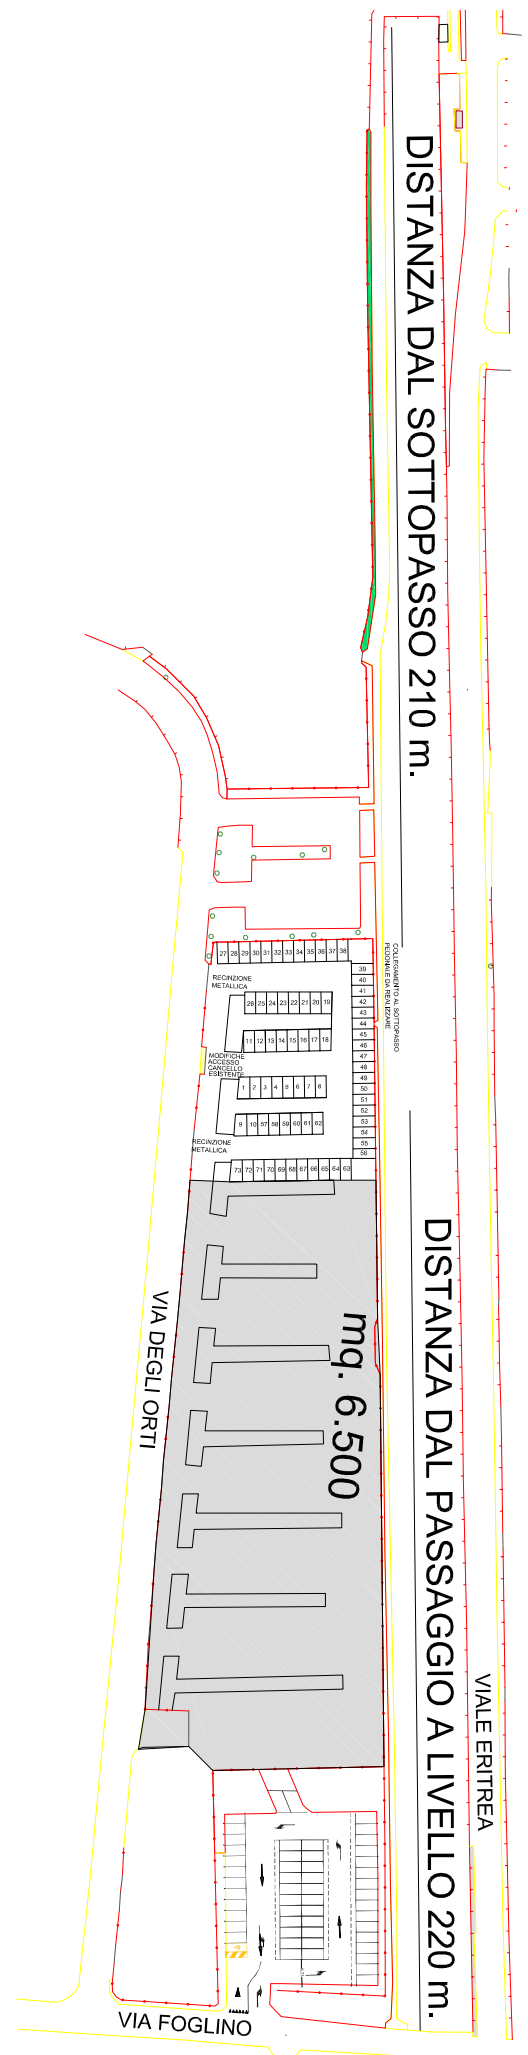 DISTANZA DAL SOTTOPASSO 210 m.
COLLEGAMENTO AL SOTTOPASSO
PEDONALE DA REALIZZARE
27 28 29 30 31 32 33 34 35 36 37 38
39
40
41
42
43
44
45
46
47
48
49
50
51
52
53
54
55
56
RECINZIONE
METALLICA
26 25 24 23 22 21 20 19
11 12 13 14 15 16 17 18
MODIFICHE
ACCESSO
CANCELLO
ESISTENTE
1 2 3 4 5 6 7 8
9 10 57 58 59 60 61 62
RECINZIONE
METALLICA
73 72 71 70 69 68 67 66 65 64 63
DISTANZA DAL PASSAGGIO A LIVELLO 220 m.
mq. 6.500
VIA DEGLI ORTI
VIALE ERITREA
VIA FOGLINO